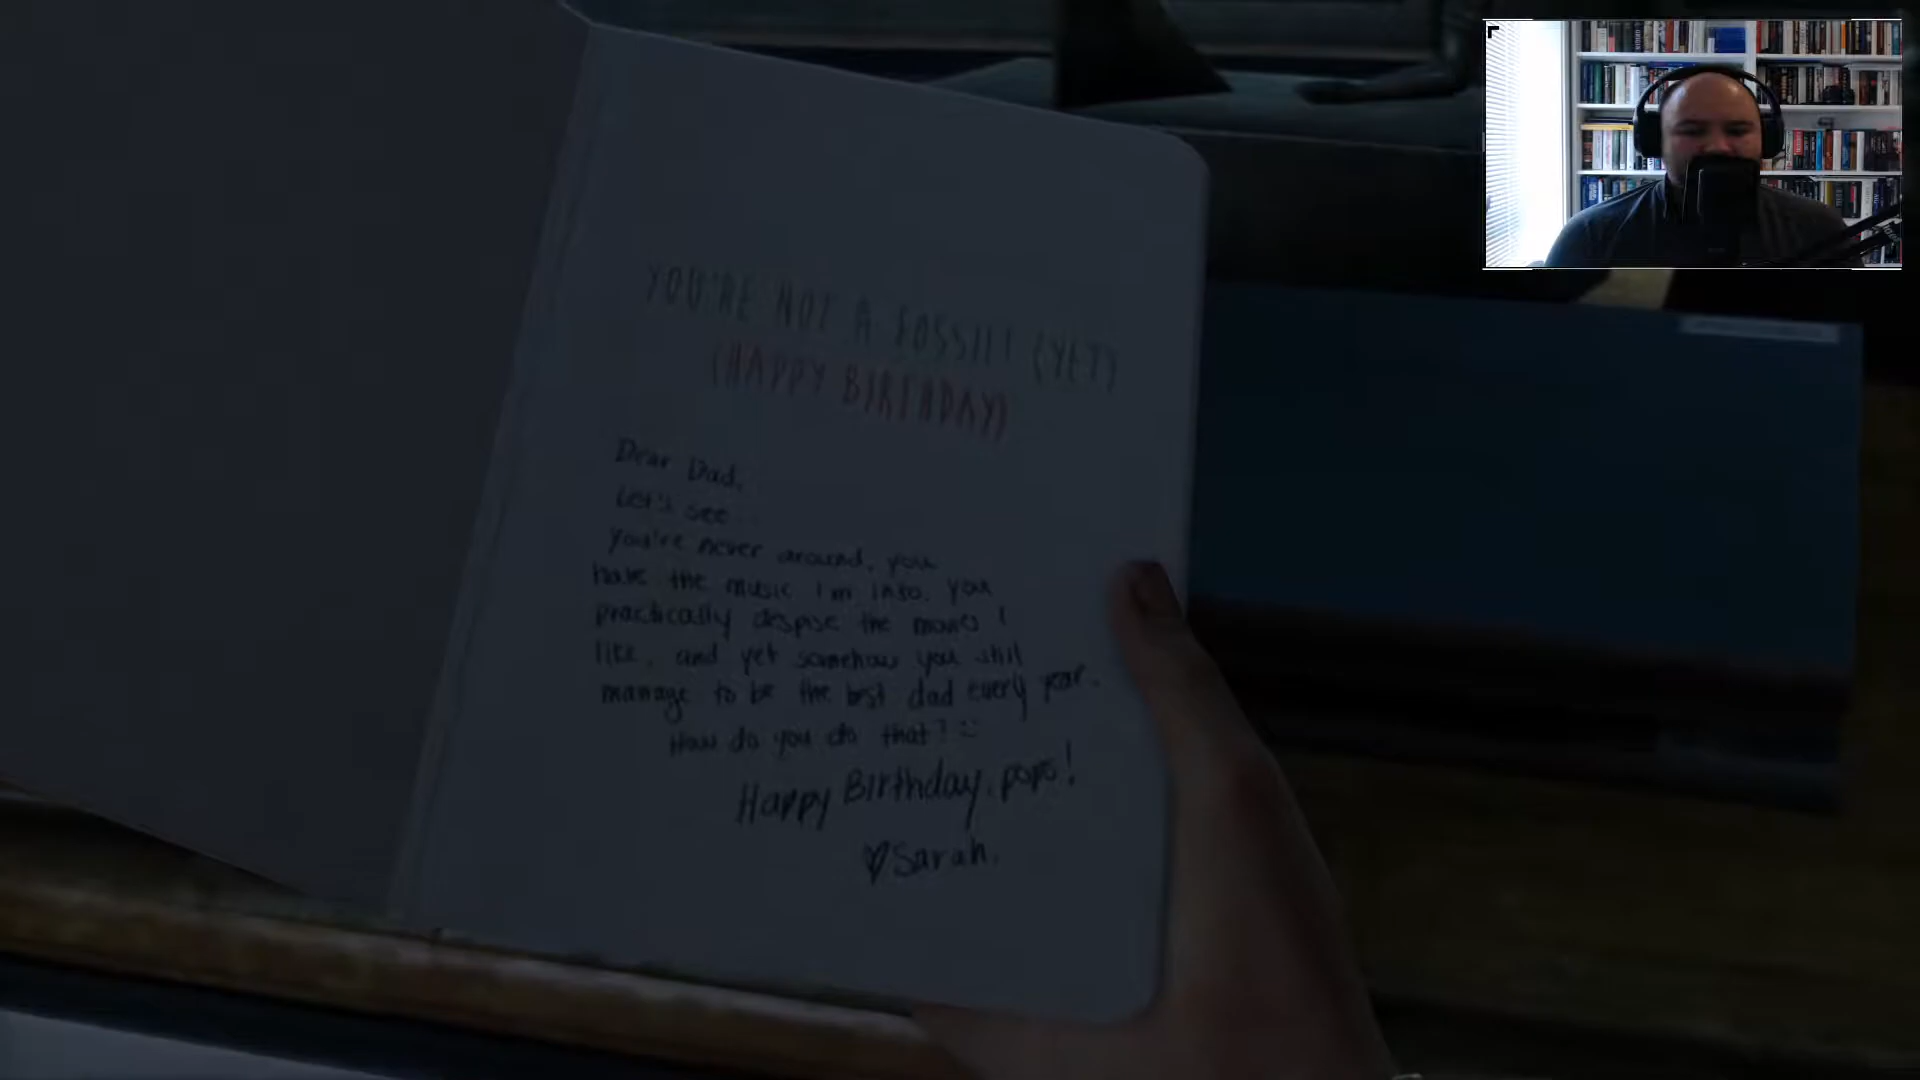 YOU'RE NOT A FOSSIL! (YET)
(HAPPY BIRTHDAY)
Dear Dad,
Let's see...
You're never around, you
hate the music I'm into, you
practically despise the movies I
like, and yet somehow you still
manage to be the best dad every year.
How do you do that? :)
Happy Birthday, pops!
♥Sarah.